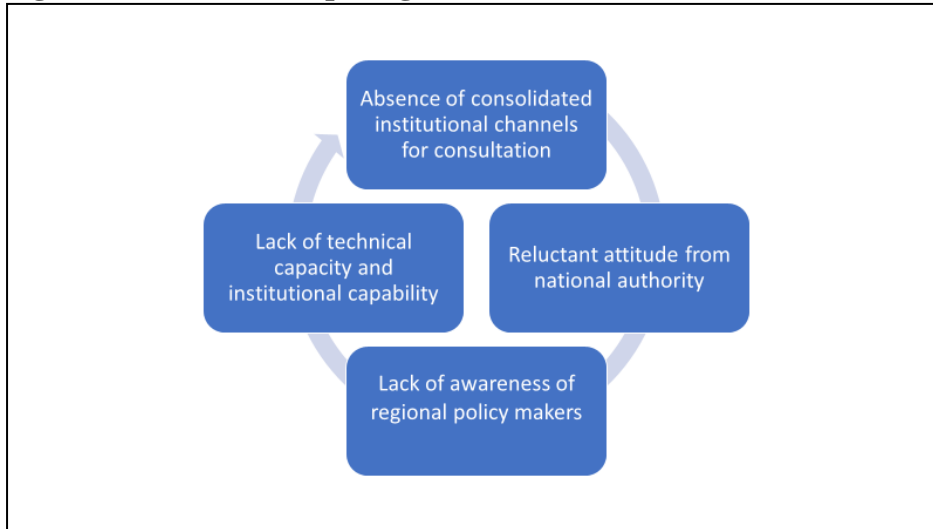 Absence of consolidated
institutional channels
for consultation
Lack of technical
capacity and
institutional capability
Reluctant attitude from
national authority
Lack of awareness of
regional policy makers